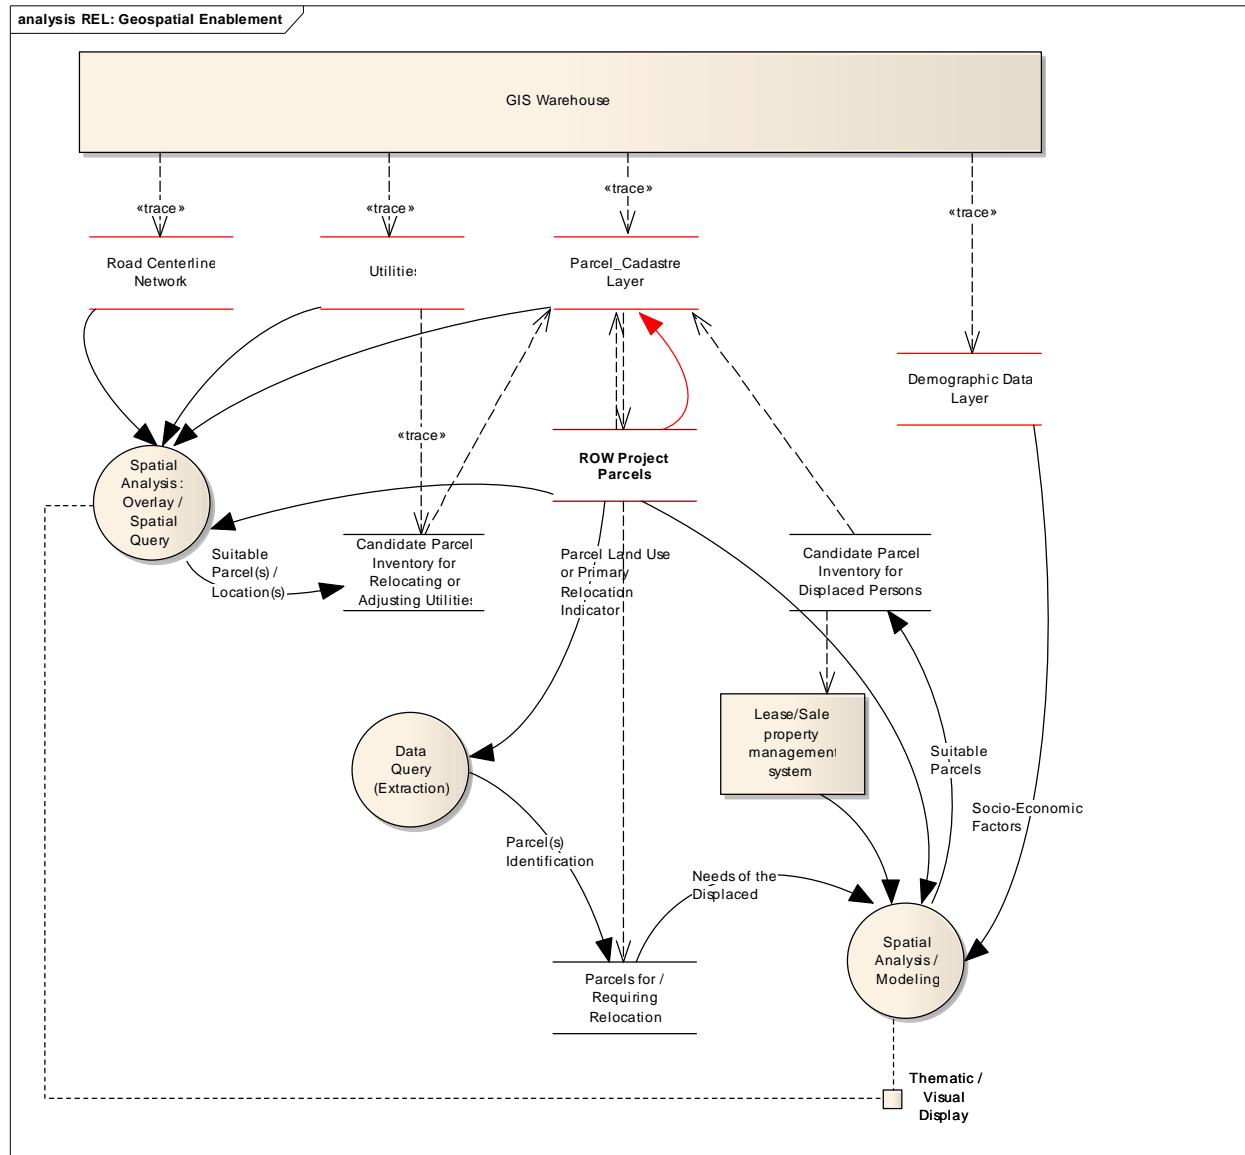 analysis REL: Geospatial Enablement
GIS Warehouse
«trace»
«trace»
«trace»
«trace»
Road Centerline
Network
Utilities
Parcel_Cadastre
Layer
Demographic Data
Layer
«trace»
ROW Project
Parcels
Spatial
Analysis :
Overlay /
Spatial
Query
Suitable
Parcel(s) /
Location(s)
Candidate Parcel
Inventory for
Relocating or
Adjusting Utilities
Parcel Land Use
or Primary
Relocation
Indicator
Candidate Parcel
Inventory for
Displaced Persons
Lease/Sale
property
management
system
Data
Query
(Extraction)
Suitable
Parcels
Socio-Economic
Factors
Parcel(s)
Identification
Needs of the
Displaced
Spatial
Analysis /
Modeling
Parcels for /
Requiring
Relocation
Thematic /
Visual
Display